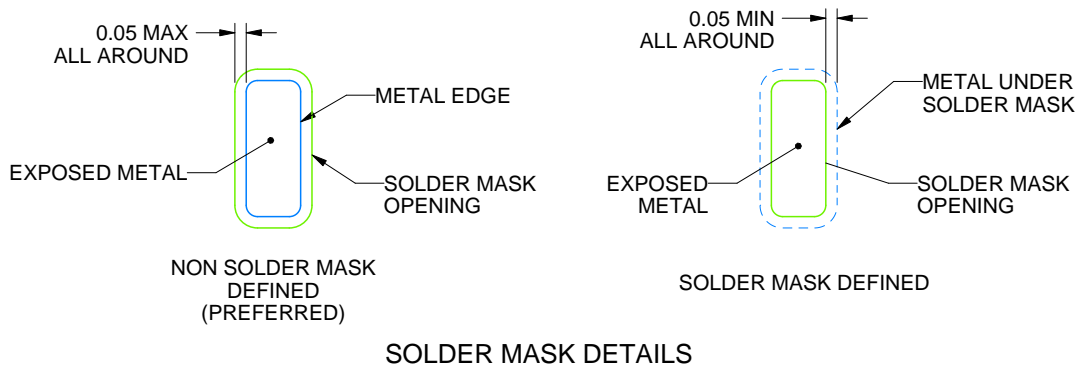 0.05 MAX
ALL AROUND
METAL EDGE
EXPOSED METAL
SOLDER MASK
OPENING
NON SOLDER MASK
DEFINED
(PREFERRED)
0.05 MIN
ALL AROUND
METAL UNDER
SOLDER MASK
EXPOSED
METAL
SOLDER MASK
OPENING
SOLDER MASK DEFINED
SOLDER MASK DETAILS